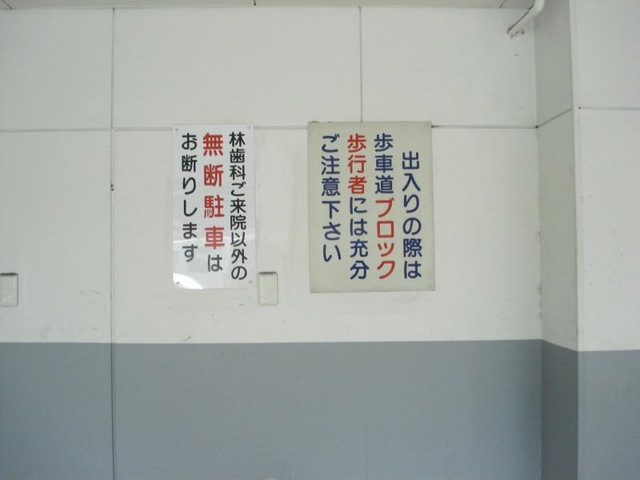 出入りの際は
歩車道ブロック
歩行者には充分
ご注意下さい
林歯科ご来院以外の
無断駐車は
お断りします